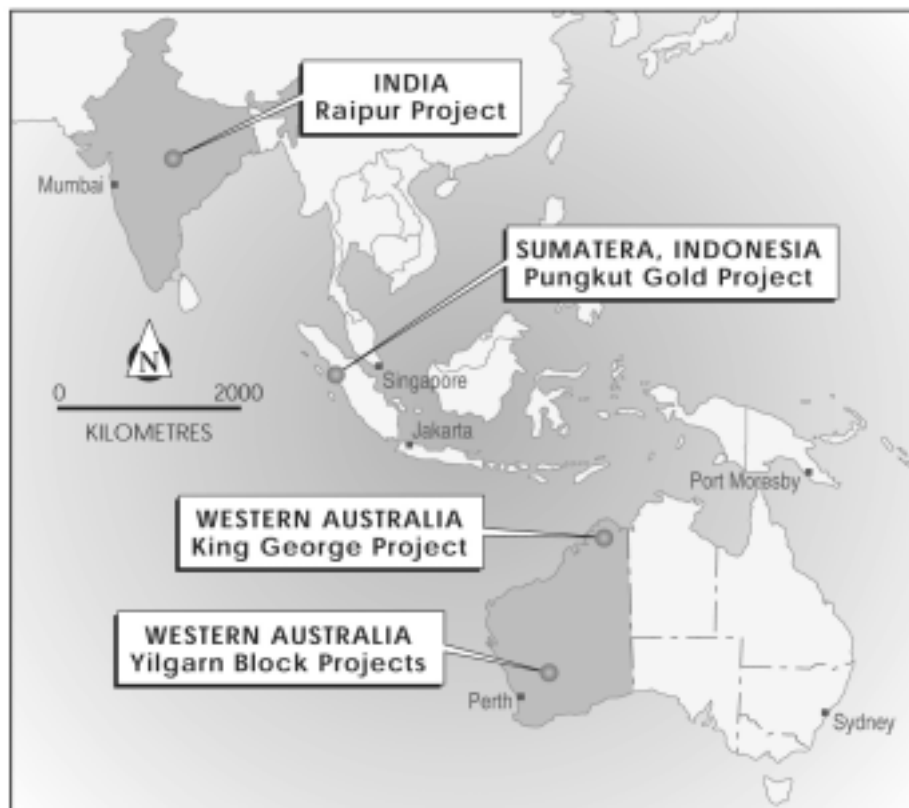 INDIA
Raipur Project
Mumbai
SUMATERA, INDONESIA
Pungkut Gold Project
N
0 2000
KILOMETRES
Singapore
Jakarta
Port Moresby
WESTERN AUSTRALIA
King George Project
WESTERN AUSTRALIA
Yilgarn Block Projects
Perth
Sydney